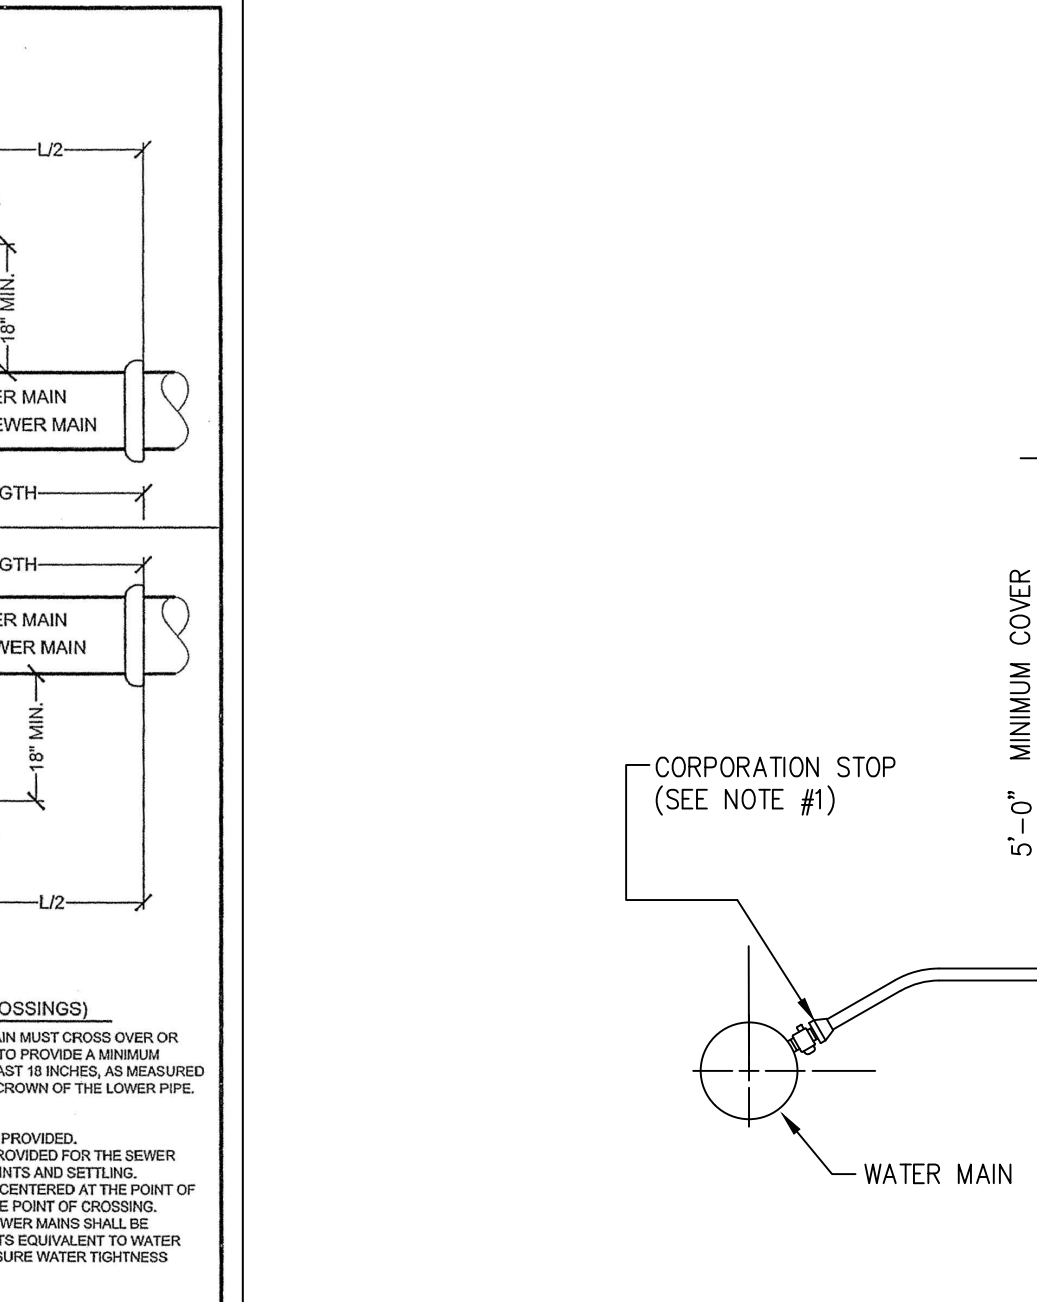 L/2
18" MIN.
ER MAIN
EWER MAIN
GTH
GTH
ER MAIN
WER MAIN
18" MIN.
L/2
OSSINGS)
AIN MUST CROSS OVER OR
TO PROVIDE A MINIMUM
AST 18 INCHES, AS MEASURED
CROWN OF THE LOWER PIPE.
PROVIDED.
ROVIDED FOR THE SEWER
INTS AND SETTLING.
CENTERED AT THE POINT OF
E POINT OF CROSSING.
WER MAINS SHALL BE
TS EQUIVALENT TO WATER
SURE WATER TIGHTNESS
5'-0" MINIMUM COVER
CORPORATION STOP
(SEE NOTE #1)
WATER MAIN